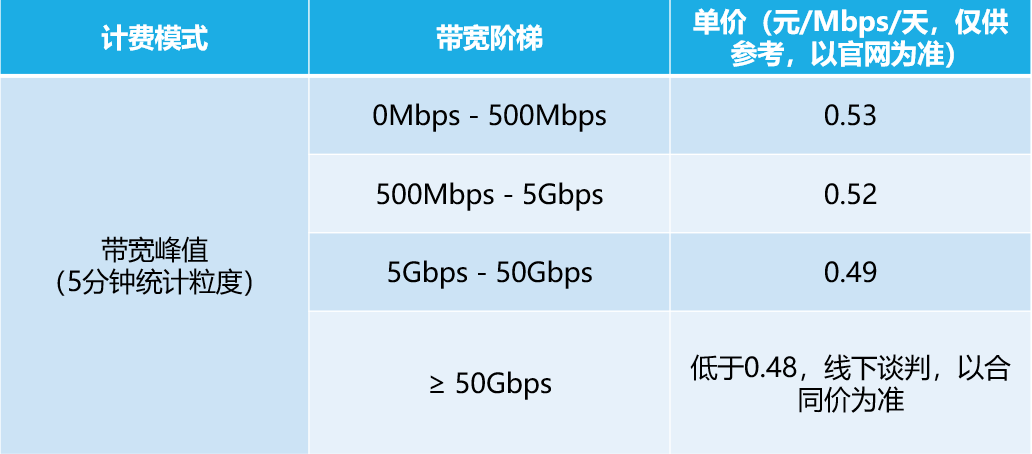 计费模式
带宽阶梯
单价（元/Mbps/天，仅供
参考，以官网为准）
带宽峰值
（5分钟统计粒度）
0Mbps - 500Mbps
0.53
500Mbps - 5Gbps
0.52
5Gbps - 50Gbps
0.49
≥ 50Gbps
低于0.48，线下谈判，以合
同价为准